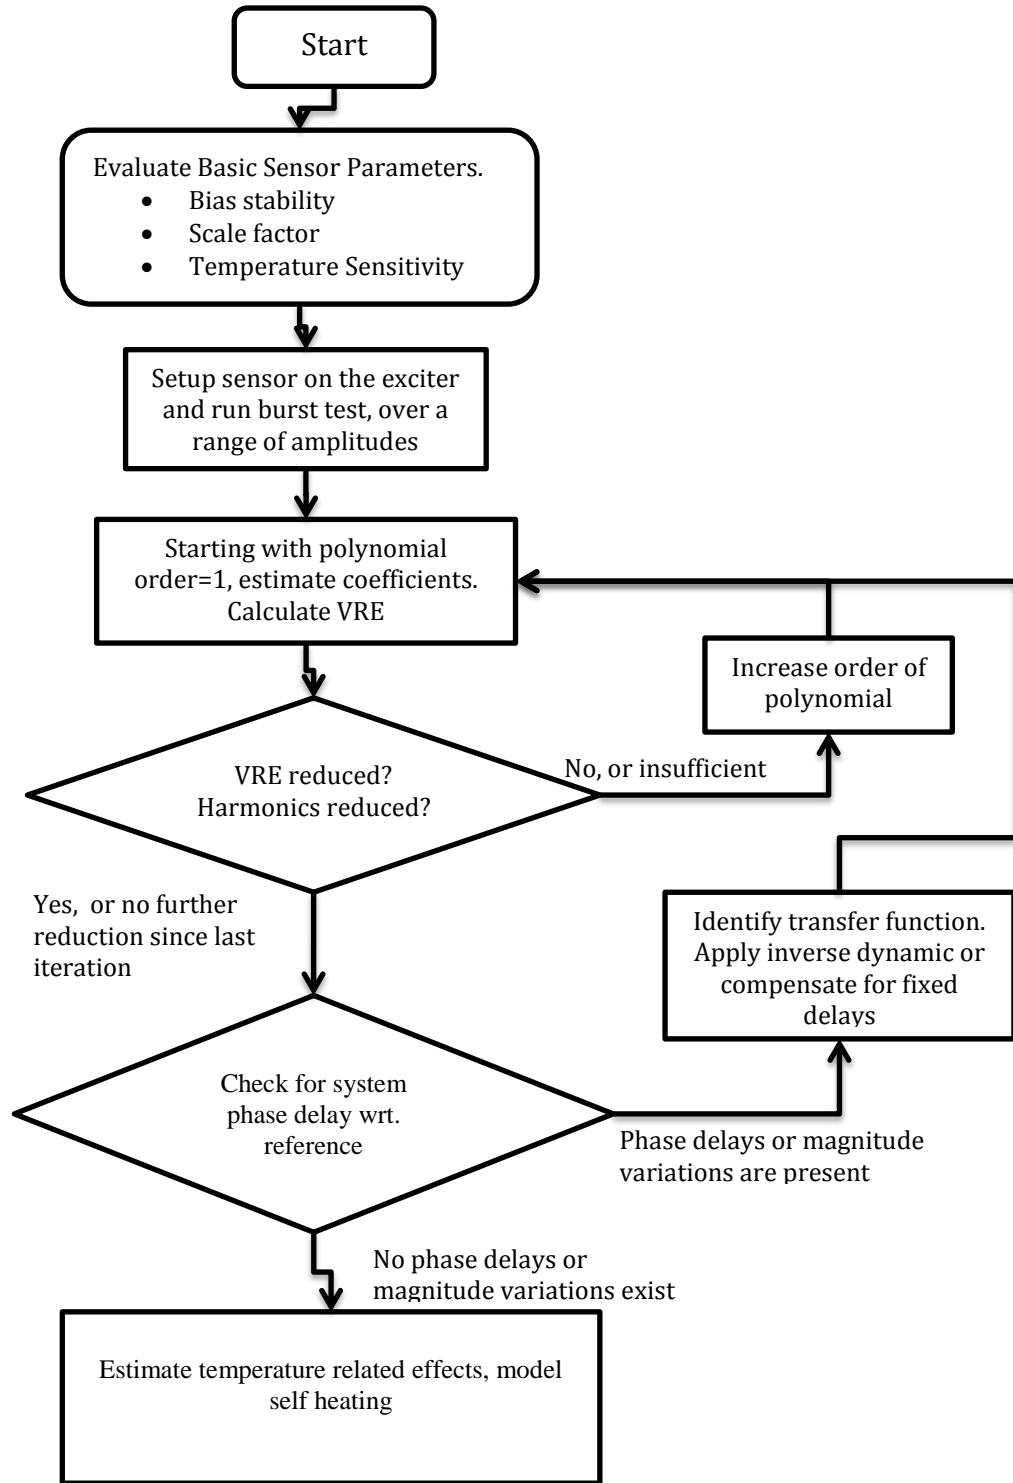 Start
Evaluate Basic Sensor Parameters.
• Bias stability
• Scale factor
• Temperature Sensitivity
Setup sensor on the exciter
and run burst test, over a
range of amplitudes
Starting with polynomial
order=1, estimate coefficients.
Calculate VRE
Increase order of
polynomial
VRE reduced?
Harmonics reduced?
No, or insufficient
Yes, or no further
reduction since last
iteration
Identify transfer function.
Apply inverse dynamic or
compensate for fixed
delays
Check for system
phase delay wrt.
reference
Phase delays or magnitude
variations are present
No phase delays or
magnitude variations exist
Estimate temperature related effects, model
self heating